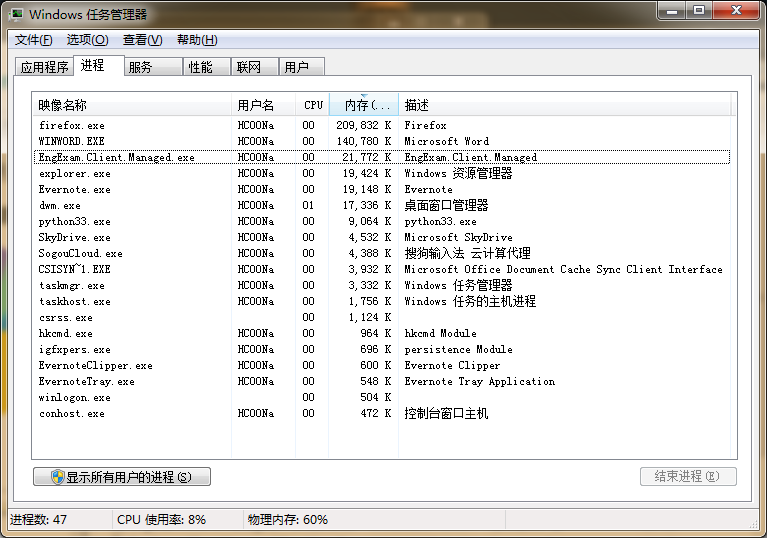 Windows 任务管理器
文件(F) 选项(O) 查看(V) 帮助(H)
应用程序 进程 服务 性能 联网 用户
映像名称 用户名 CPU 内存(... 描述
firefox.exe HCOONa 00 209,832 K Firefox
WINWORD.EXE HCOONa 00 140,780 K Microsoft Word
EngExam.Client.Managed.exe HCOONa 00 21,772 K EngExam.Client.Managed
explorer.exe HCOONa 00 19,424 K Windows 资源管理器
Evernote.exe HCOONa 00 19,148 K Evernote
dwm.exe HCOONa 01 17,336 K 桌面窗口管理器
python33.exe HCOONa 00 9,064 K python33.exe
SkyDrive.exe HCOONa 00 4,532 K Microsoft SkyDrive
SogouCloud.exe HCOONa 00 4,388 K 搜狗输入法 云计算代理
CSISYN~1.EXE HCOONa 00 3,932 K Microsoft Office Document Cache Sync Client Interface
taskmgr.exe HCOONa 00 3,332 K Windows 任务管理器
taskhost.exe HCOONa 00 1,756 K Windows 任务的主机进程
csrss.exe 00 1,124 K
hkcmd.exe HCOONa 00 964 K hkcmd Module
igfxpers.exe HCOONa 00 696 K persistence Module
EvernoteClipper.exe HCOONa 00 600 K Evernote Clipper
EvernoteTray.exe HCOONa 00 548 K Evernote Tray Application
winlogon.exe 00 504 K
conhost.exe HCOONa 00 472 K 控制台窗口主机
显示所有用户的进程(S) 结束进程(E)
进程数: 47 CPU 使用率: 8% 物理内存: 60%